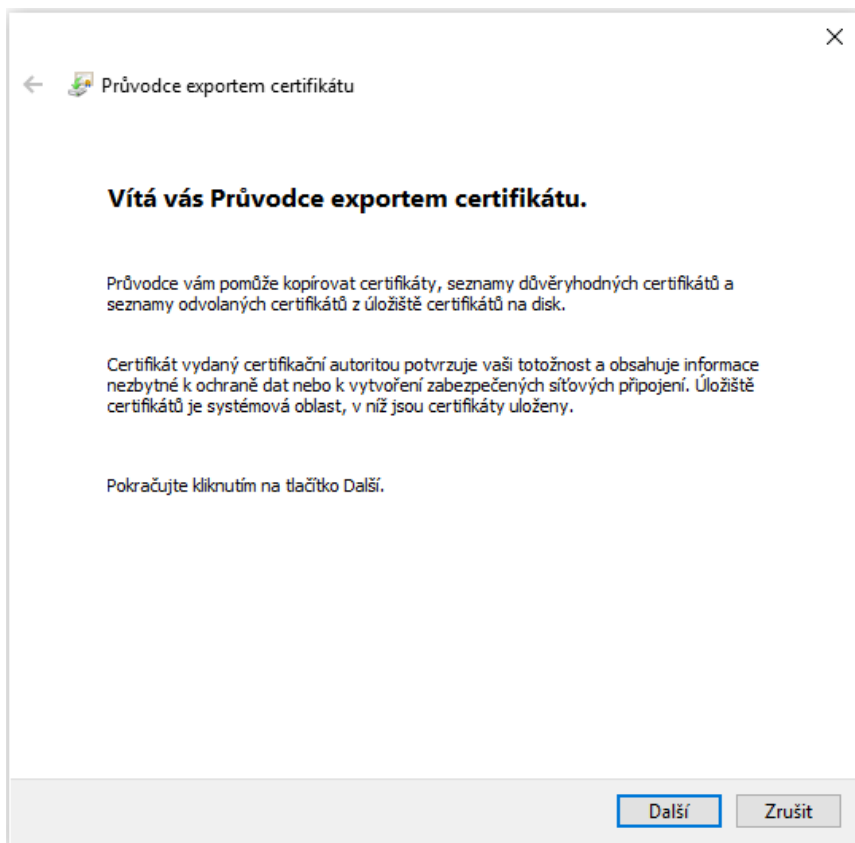 Průvodce exportem certifikátu
Vítá vás Průvodce exportem certifikátu.
Průvodce vám pomůže kopírovat certifikáty, seznamy důvěryhodných certifikátů a
seznamy odvolaných certifikátů z úložiště certifikátů na disk.
Certifikát vydaný certifikační autoritou potvrzuje vaši totožnost a obsahuje informace
nezbytné k ochraně dat nebo k vytvoření zabezpečených síťových připojení. Úložiště
certifikátů je systémová oblast, v níž jsou certifikáty uloženy.
Pokračujte kliknutím na tlačítko Další.
Další Zrušit